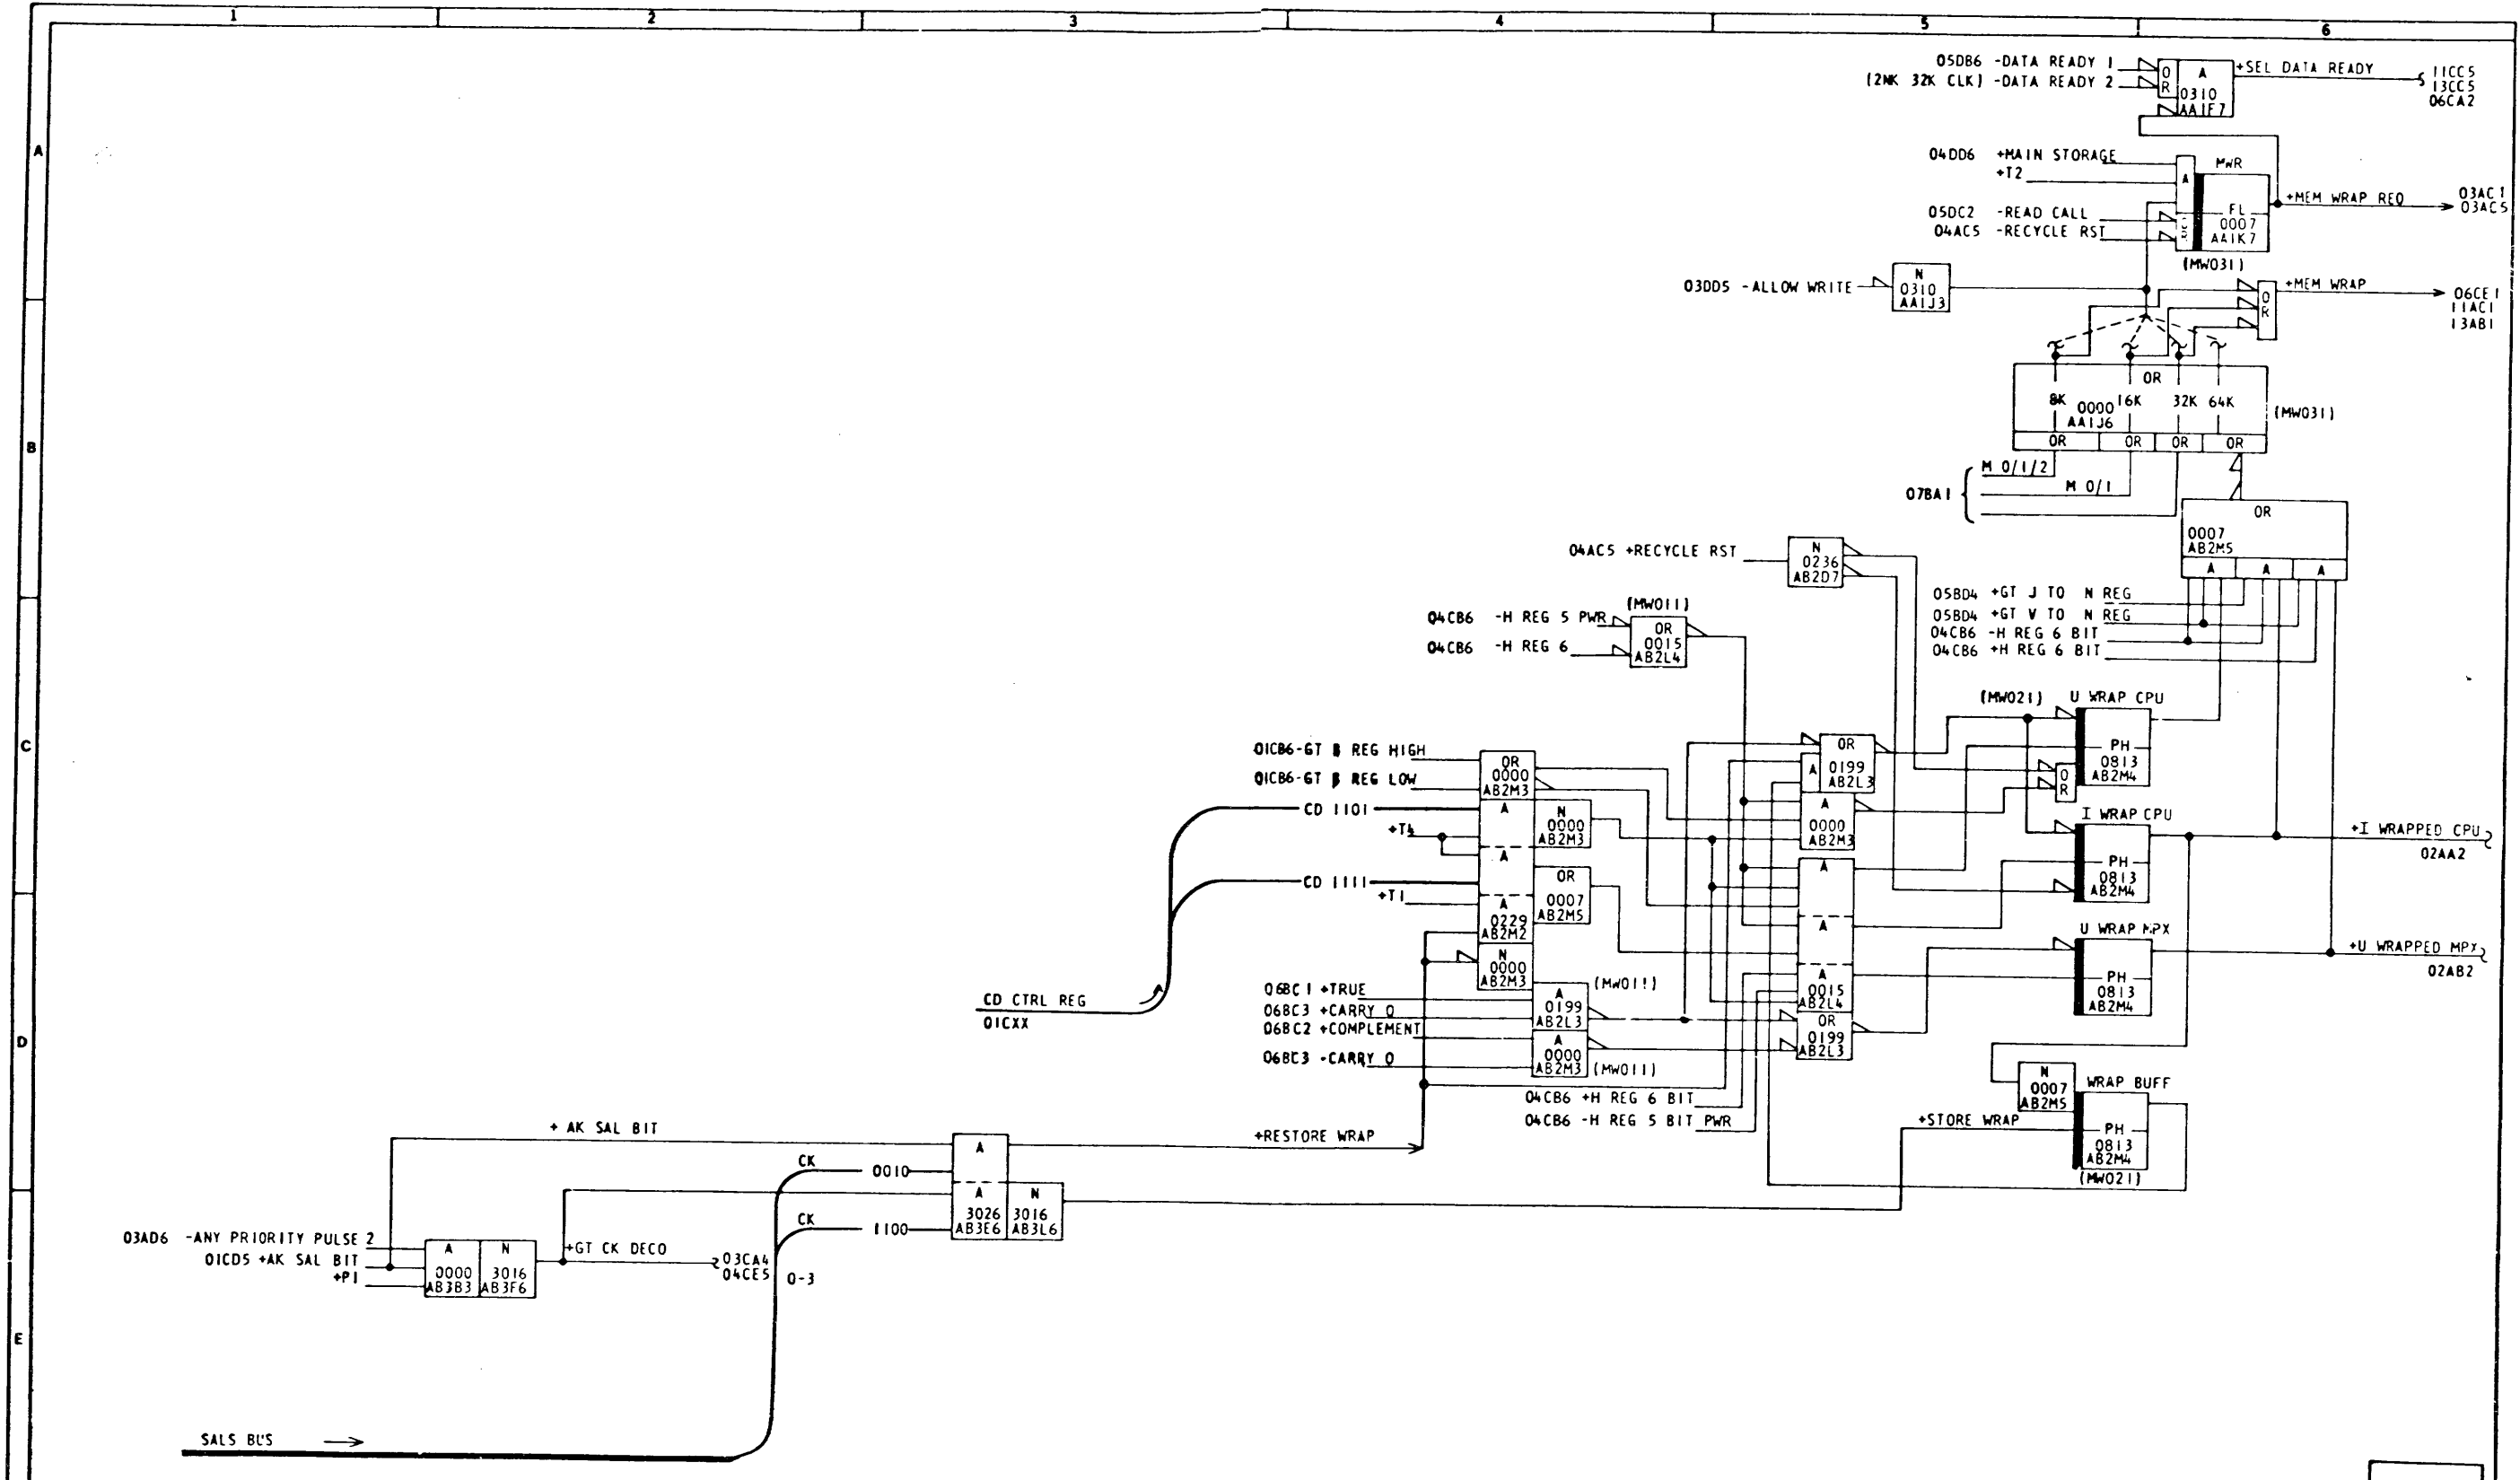 1 2 3 4 5 6
A
B
C
D
E
05DB6 -DATA READY 1
(2NK 32K CLK) -DATA READY 2
O R
A
0310
AA1F7
+SEL DATA READY
11CC5
13CC5
06CA2
04DD6 +MAIN STORAGE
+T2
05DC2 -READ CALL
04AC5 -RECYCLE RST
A
MWR
FL
0007
AA1K7
(MW031)
+MEM WRAP REQ
03AC1
03AC5
03DD5 -ALLOW WRITE
N
0310
AA1J3
O R
+MEM WRAP
06CE1
11AC1
13AB1
OR
8K 16K 32K 64K
0000
AA1J6
OR OR OR OR
(MW031)
M 0/1/2
M 0/1
07BA1
OR
0007
AB2M5
A A A
04AC5 +RECYCLE RST
N
0236
AB2D7
05BD4 +GT J TO N REG
05BD4 +GT V TO N REG
04CB6 -H REG 6 BIT
04CB6 +H REG 6 BIT
(MW011)
04CB6 -H REG 5 PWR
04CB6 -H REG 6
OR
0015
AB2L4
(MW021) U WRAP CPU
PH
0813
AB2M4
O R
01CB6-GT B REG HIGH
01CB6-GT B REG LOW
OR
0000
AB2M3
OR
A
0199
AB2L3
A
0000
AB2M3
CD 1101
+T4
CD 1111
+T1
A
N
0000
AB2M3
A
OR
0007
AB2M5
A
0229
AB2M2
N
0000
AB2M3
I WRAP CPU
PH
0813
AB2M4
+I WRAPPED CPU
02AA2
A
A
A
0015
AB2L4
OR
0199
AB2L3
U WRAP MPX
PH
0813
AB2M4
+U WRAPPED MPX
02AB2
CD CTRL REG
01CXX
06BC1 +TRUE
06BC3 +CARRY 0
06BC2 +COMPLEMENT
06BC3 -CARRY 0
A
0199
AB2L3
(MW011)
A
0000
AB2M3
(MW011)
04CB6 +H REG 6 BIT
04CB6 -H REG 5 BIT PWR
N
0007
AB2M5
WRAP BUFF
PH
0813
AB2M4
(MW021)
+STORE WRAP
+ AK SAL BIT
+RESTORE WRAP
CK 0010
CK 1100
A
A
3026
AB3E6
N
3016
AB3L6
03AD6 -ANY PRIORITY PULSE 2
01CD5 +AK SAL BIT
+P1
A
0000
AB3B3
N
3016
AB3F6
+GT CK DECO
03CA4
04CE5
0-3
SALS BUS